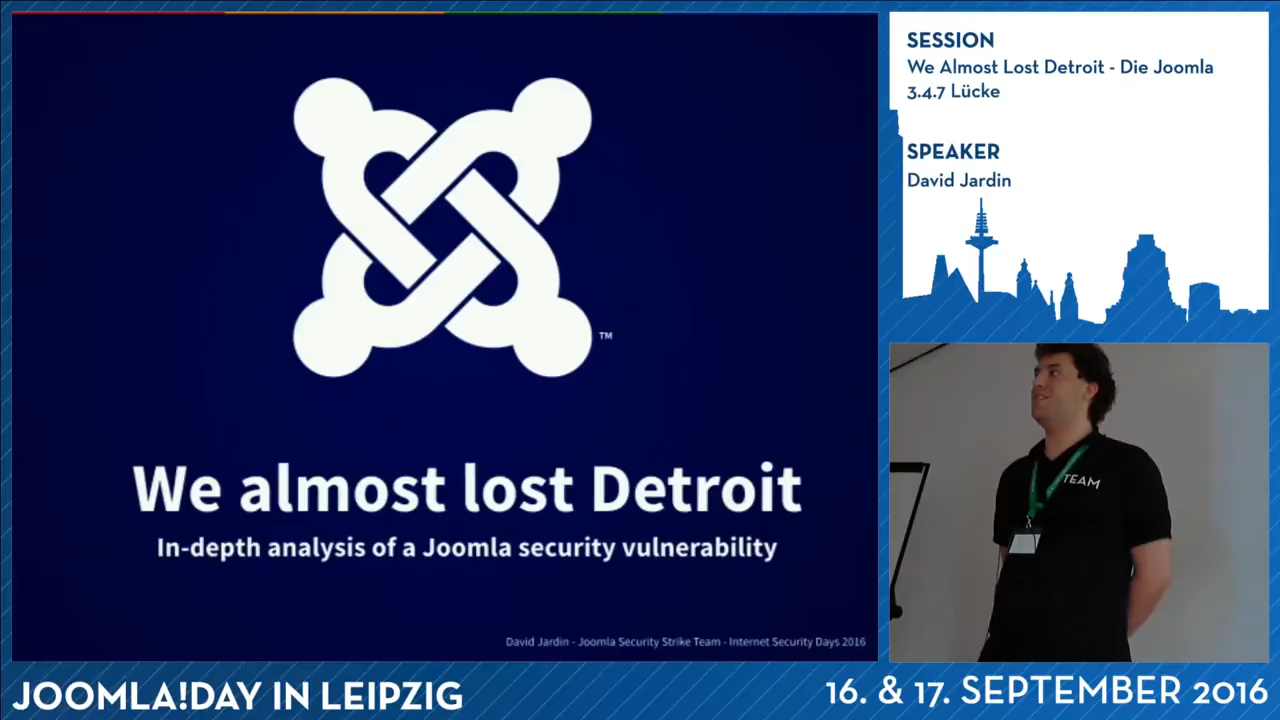 SESSION
We Almost Lost Detroit - Die Joomla
3.4.7 Lücke
SPEAKER
David Jardin
TM
We almost lost Detroit
In-depth analysis of a Joomla security vulnerability
David Jardin - Joomla Security Strike Team - Internet Security Days 2016
TEAM
JOOMLA!DAY IN LEIPZIG
16. & 17. SEPTEMBER 2016